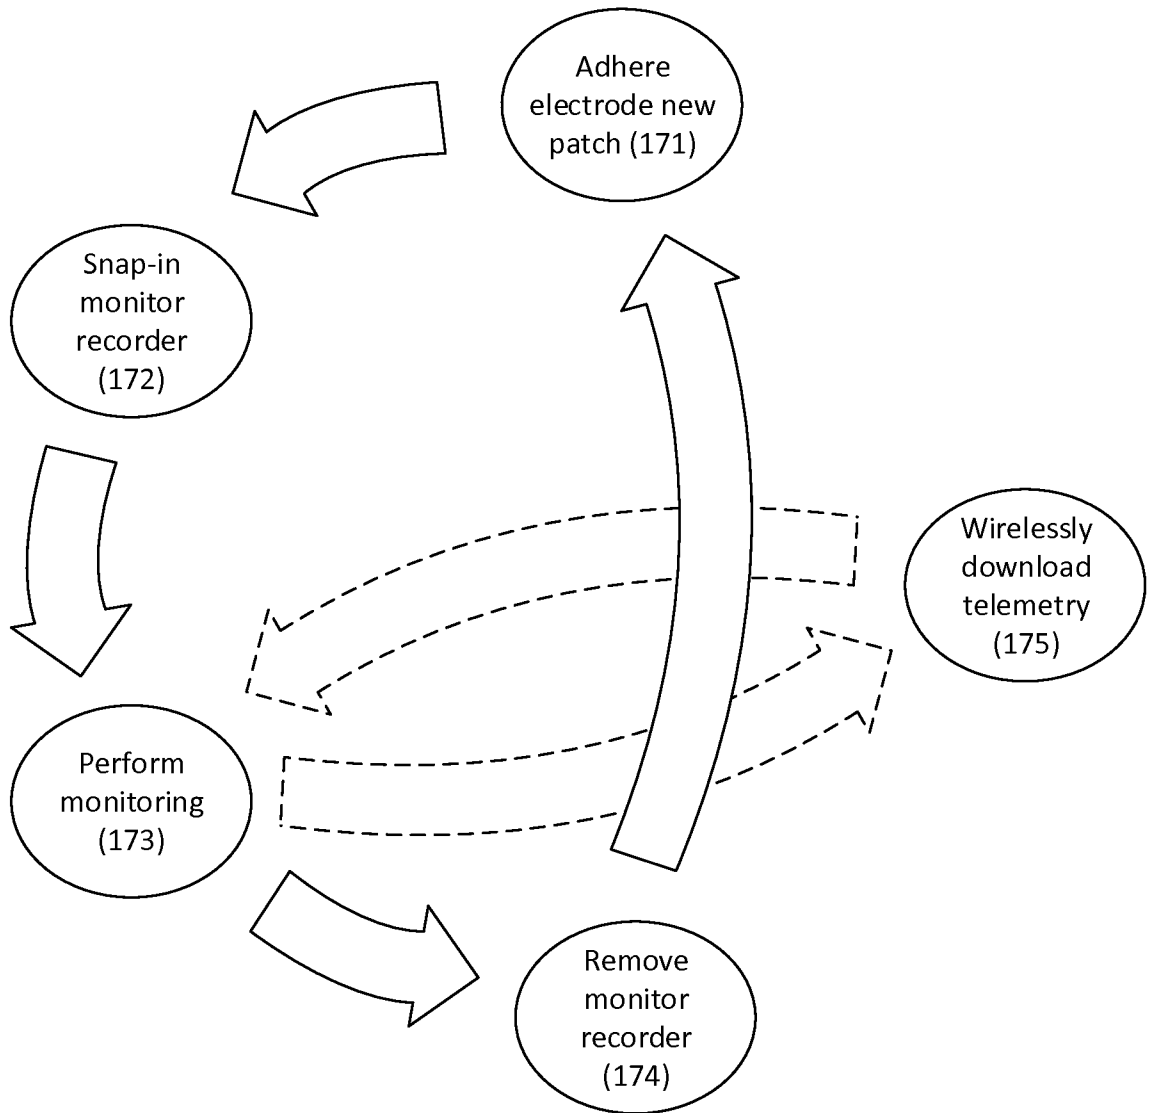 Adhere
electrode new
patch (171)
Snap-in
monitor
recorder
(172)
Wirelessly
download
telemetry
(175)
Perform
monitoring
(173)
Remove
monitor
recorder
(174)